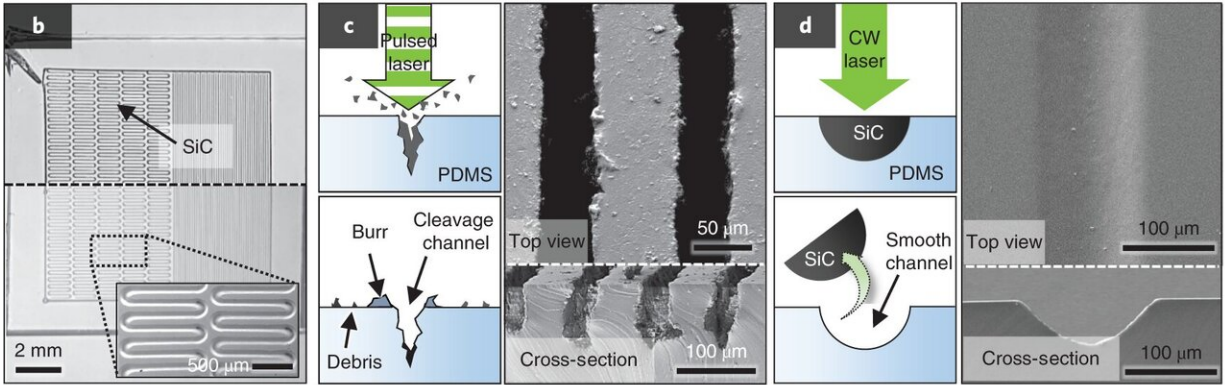 b
SiC
2 mm
500 μm
c
Pulsed
laser
PDMS
Burr
Cleavage
channel
Debris
Top view
50 μm
Cross-section
100 μm
d
CW
laser
SiC
PDMS
SiC
Smooth
channel
Top view
100 μm
Cross-section
100 μm